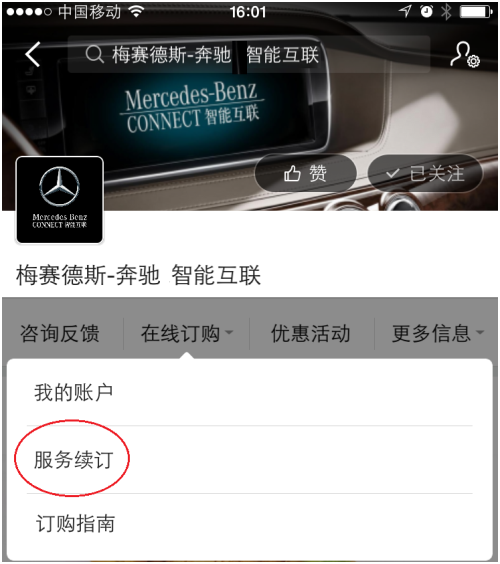 中国移动 16:01
梅赛德斯-奔驰 智能互联
Mercedes-Benz
CONNECT 智能互联
赞 已关注
Mercedes Benz
CONNECT 智能互联
梅赛德斯-奔驰 智能互联
咨询反馈 在线订购 优惠活动 更多信息
我的账户
服务续订
订购指南